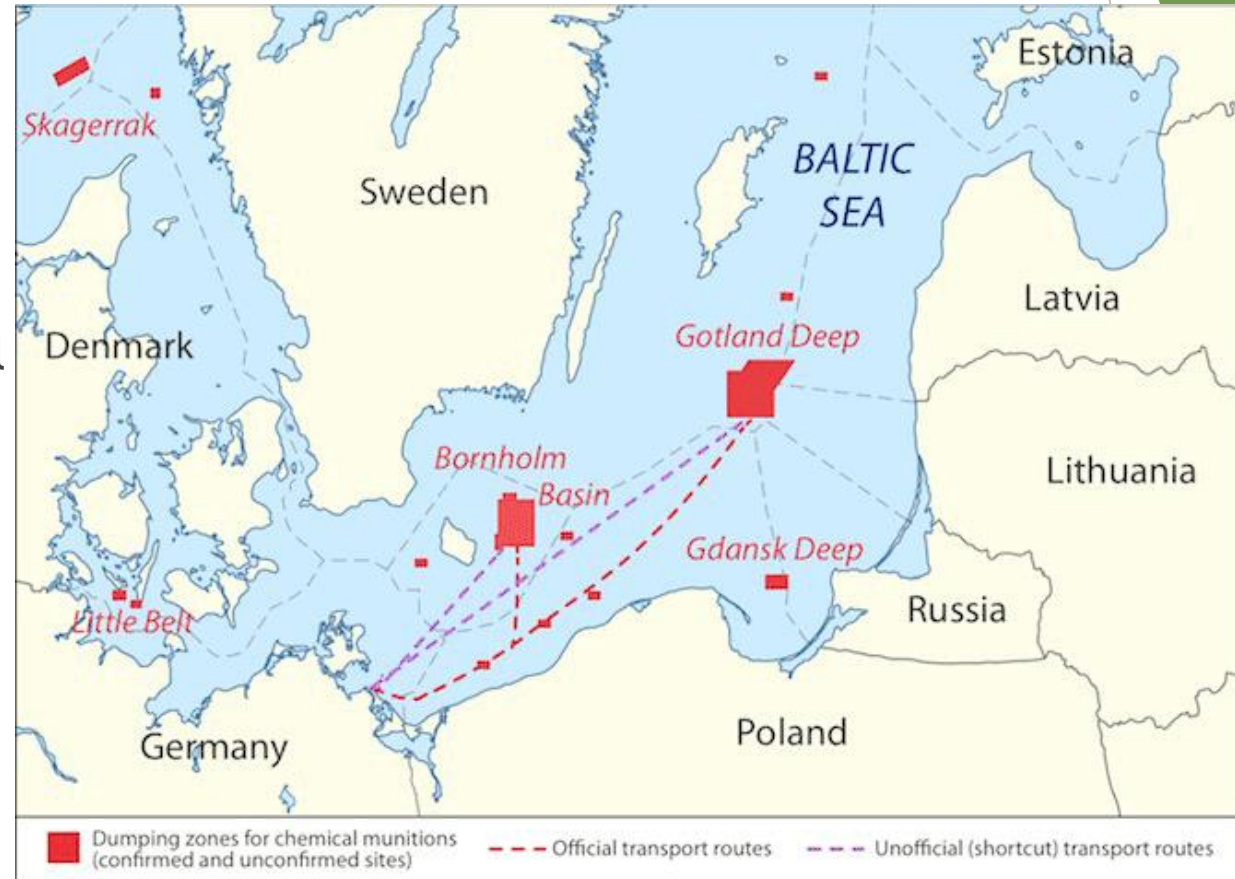 Estonia
Skagerrak
Sweden
BALTIC
SEA
Latvia
Gotland Deep
Denmark
Bornholm
Basin
Lithuania
Gdansk Deep
Little Belt
Russia
Germany
Poland
Dumping zones for chemical munitions
(confirmed and unconfirmed sites)
Official transport routes
Unofficial (shortcut) transport routes